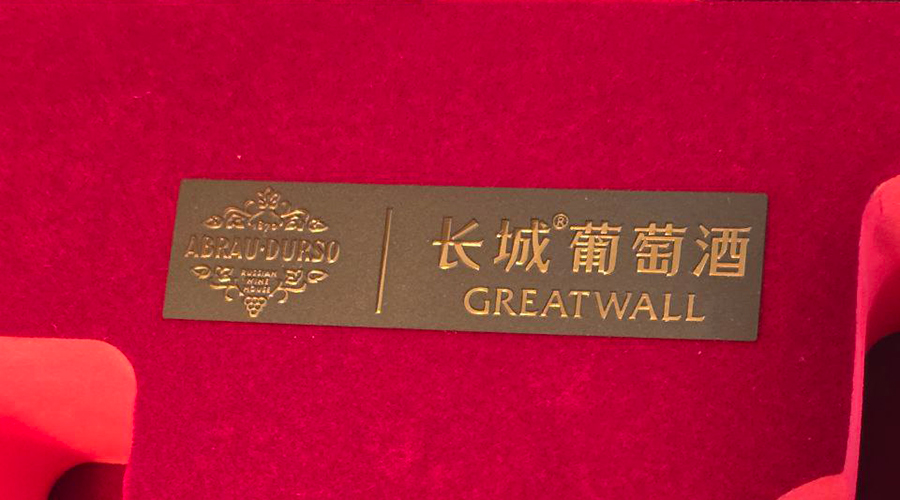 1870
ABRAU·DURSO
RUSSIAN
WINE
HOUSE
长城®葡萄酒
GREATWALL